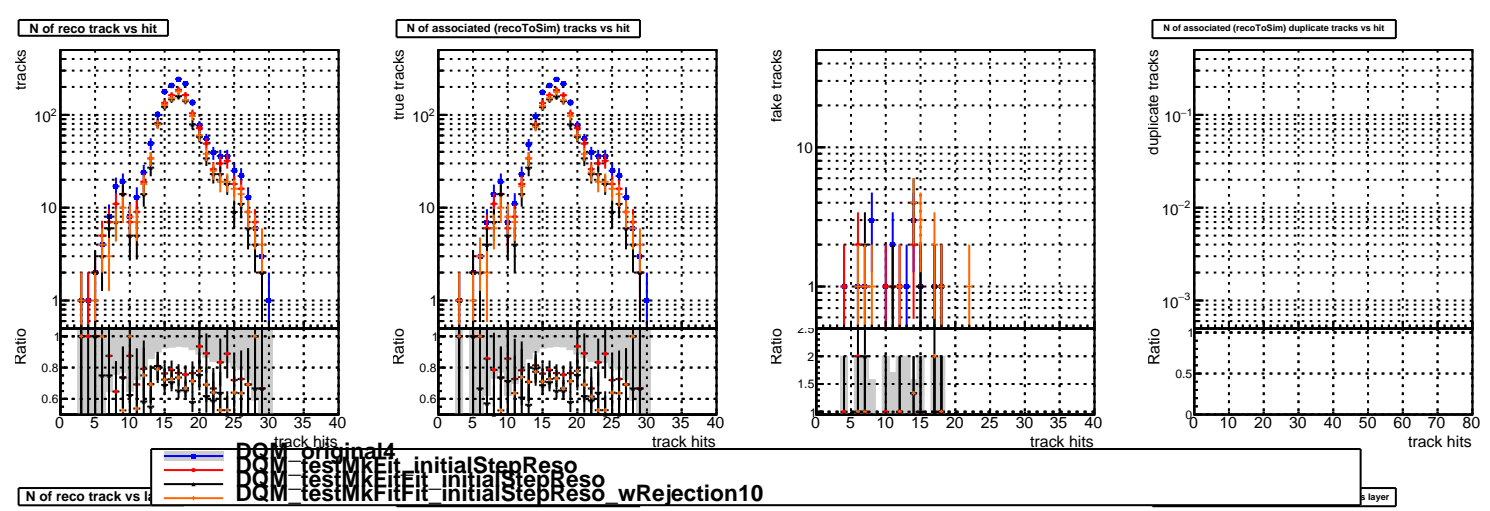 N of reco track vs hit
N of associated (recoToSim) tracks vs hit
N of associated (recoToSim) duplicate tracks vs hit
tracks
10²
10
1
Ratio
1
0.8
0.6
0 5 10 15 20 25 30 35 40
track hits
true tracks
10²
10
1
Ratio
1
0.8
0.6
0 5 10 15 20 25 30 35 40
track hits
fake tracks
10
1
Ratio
2.5
2
1.5
1
0 5 10 15 20 25 30 35 40
track hits
duplicate tracks
10⁻¹
10⁻²
10⁻³
Ratio
1
0.5
0
0 10 20 30 40 50 60 70 80
track hits
DQM_original4
DQM_testMkFit_initialStepReso
DQM_testMkFitFit_initialStepReso
DQM_testMkFitFit_initialStepReso_wRejection10
N of reco track vs la
s layer